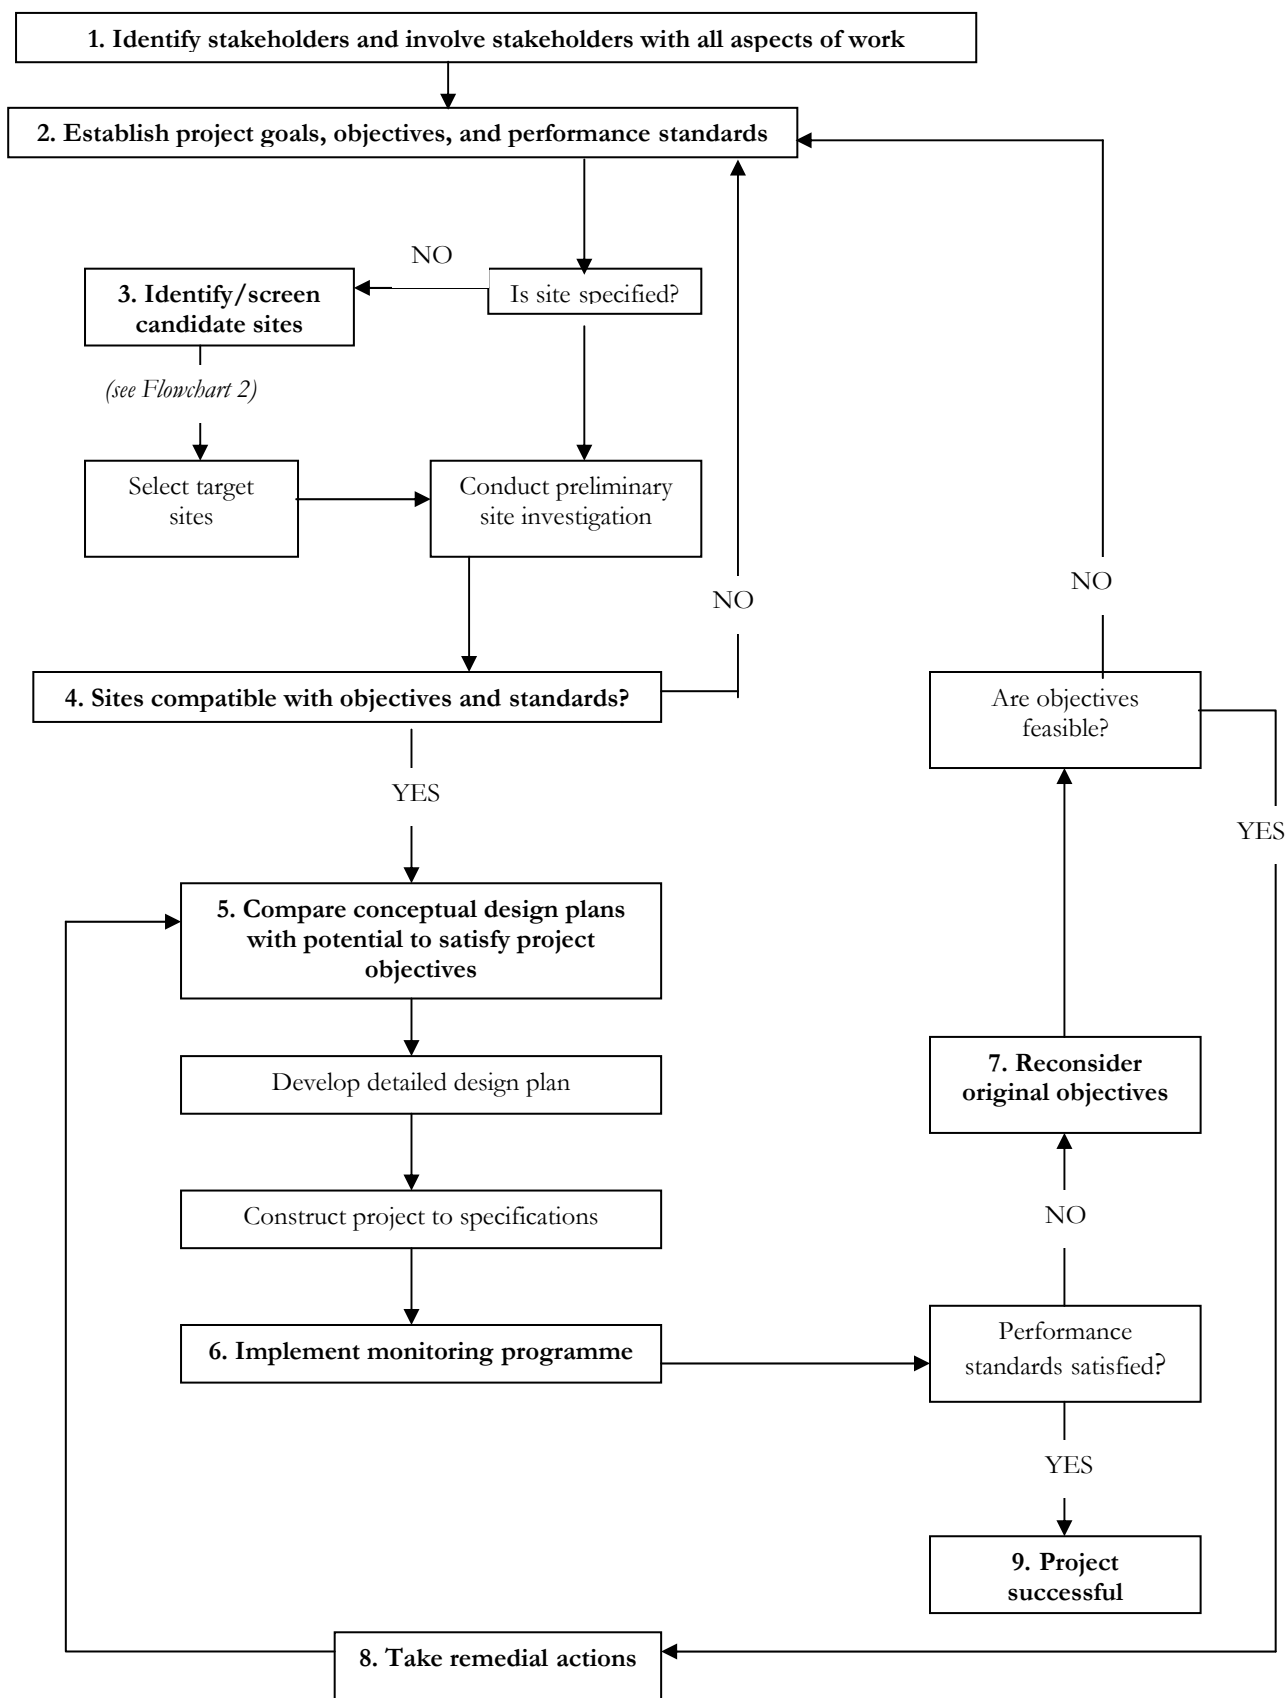 1. Identify stakeholders and involve stakeholders with all aspects of work
2. Establish project goals, objectives, and performance standards
NO
Is site specified?
3. Identify/screen
candidate sites
(see Flowchart 2)
Select target
sites
Conduct preliminary
site investigation
NO
NO
4. Sites compatible with objectives and standards?
Are objectives
feasible?
YES
YES
5. Compare conceptual design plans
with potential to satisfy project
objectives
Develop detailed design plan
7. Reconsider
original objectives
Construct project to specifications
NO
6. Implement monitoring programme
Performance
standards satisfied?
YES
9. Project
successful
8. Take remedial actions